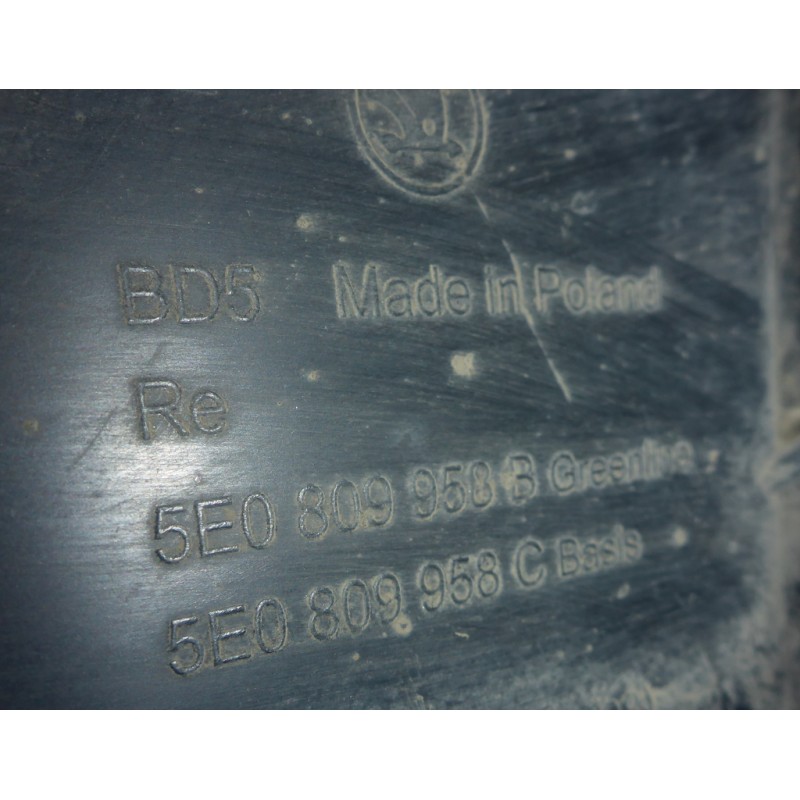 BD5 Made in Poland
Re
5E0 809 958 B Greenline
5E0 809 958 C Basis